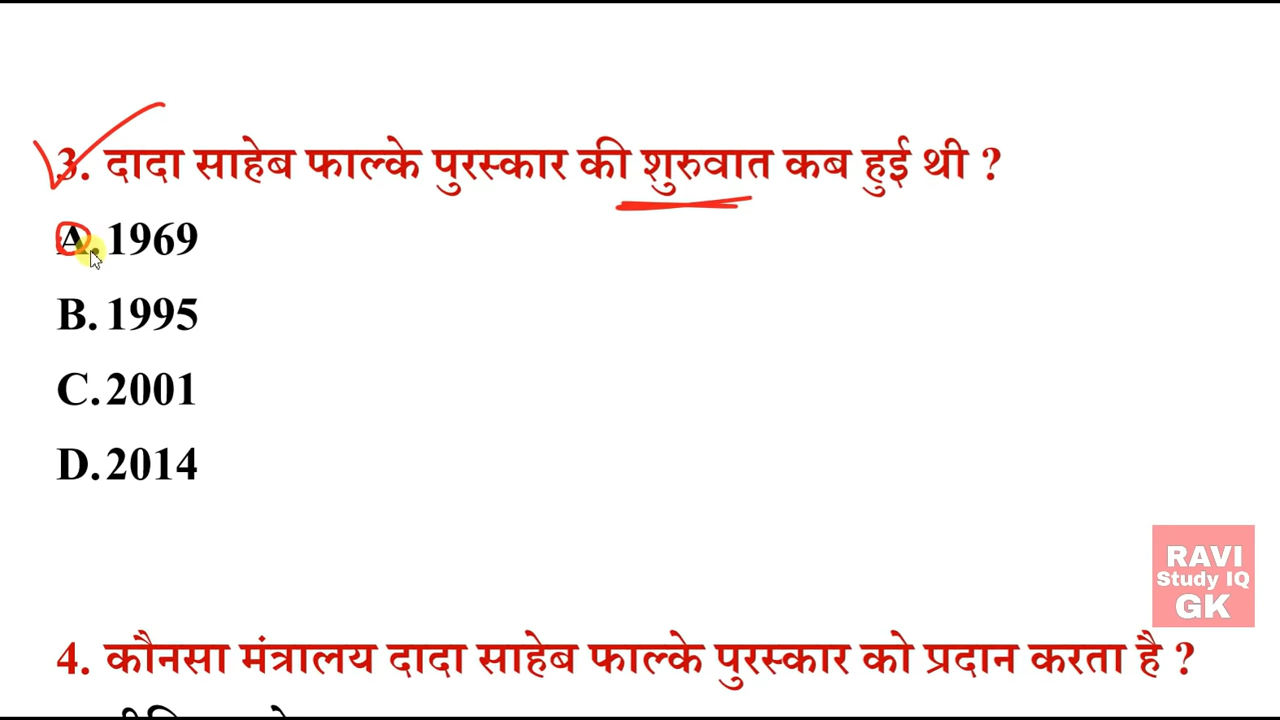 3. दादा साहेब फाल्के पुरस्कार की शुरुवात कब हुई थी ?
A. 1969
B. 1995
C. 2001
D. 2014
RAVI
Study IQ
GK
4. कौनसा मंत्रालय दादा साहेब फाल्के पुरस्कार को प्रदान करता है ?